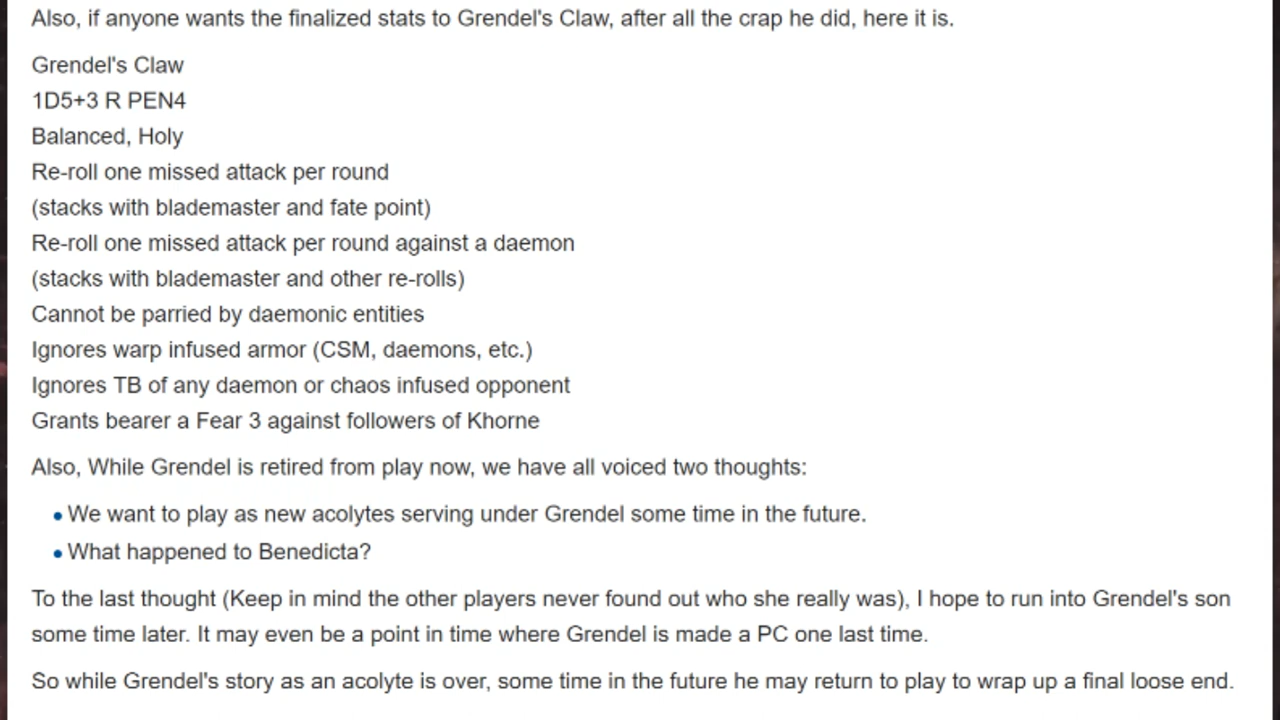 Also, if anyone wants the finalized stats to Grendel's Claw, after all the crap he did, here it is.
Grendel's Claw
1D5+3 R PEN4
Balanced, Holy
Re-roll one missed attack per round
(stacks with blademaster and fate point)
Re-roll one missed attack per round against a daemon
(stacks with blademaster and other re-rolls)
Cannot be parried by daemonic entities
Ignores warp infused armor (CSM, daemons, etc.)
Ignores TB of any daemon or chaos infused opponent
Grants bearer a Fear 3 against followers of Khorne
Also, While Grendel is retired from play now, we have all voiced two thoughts:
• We want to play as new acolytes serving under Grendel some time in the future.
• What happened to Benedicta?
To the last thought (Keep in mind the other players never found out who she really was), I hope to run into Grendel's son
some time later. It may even be a point in time where Grendel is made a PC one last time.
So while Grendel's story as an acolyte is over, some time in the future he may return to play to wrap up a final loose end.